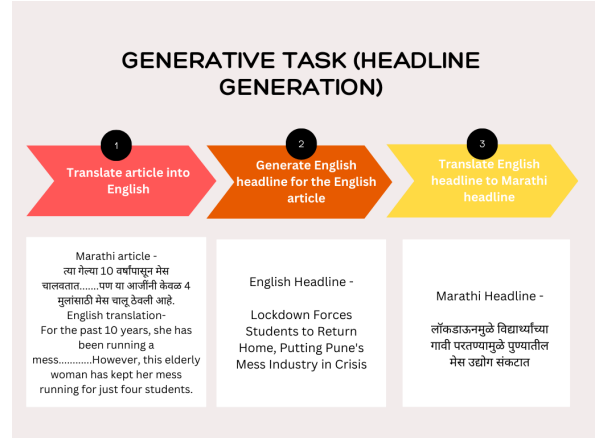 GENERATIVE TASK (HEADLINE
GENERATION)
1
Translate article into
English
2
Generate English
headline for the English
article
3
Translate English
headline to Marathi
headline
Marathi article -
त्या गेल्या 10 वर्षांपासून मेस
चालवतात.......पण या आजींनी केवळ 4
मुलांसाठी मेस चालू ठेवली आहे.
English translation-
For the past 10 years, she has
been running a
mess............However, this elderly
woman has kept her mess
running for just four students.
English Headline -
Lockdown Forces
Students to Return
Home, Putting Pune's
Mess Industry in Crisis
Marathi Headline -
लॉकडाऊनमुळे विद्यार्थ्यांच्या
गावी परतण्यामुळे पुण्यातील
मेस उद्योग संकटात